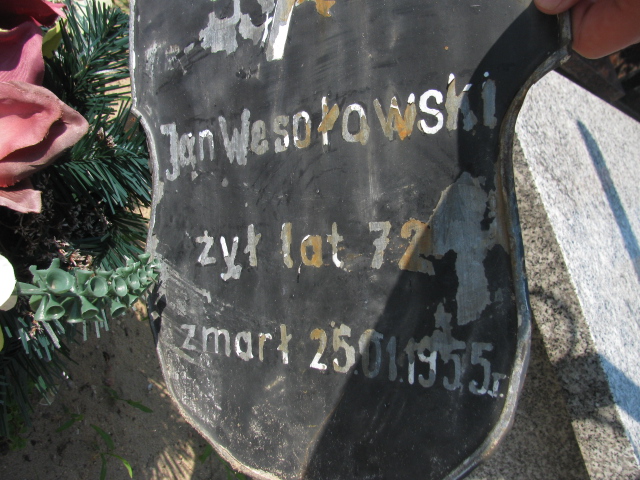 Jan Wesołowski
żył lat 72
zmarł 25.01.1955r.